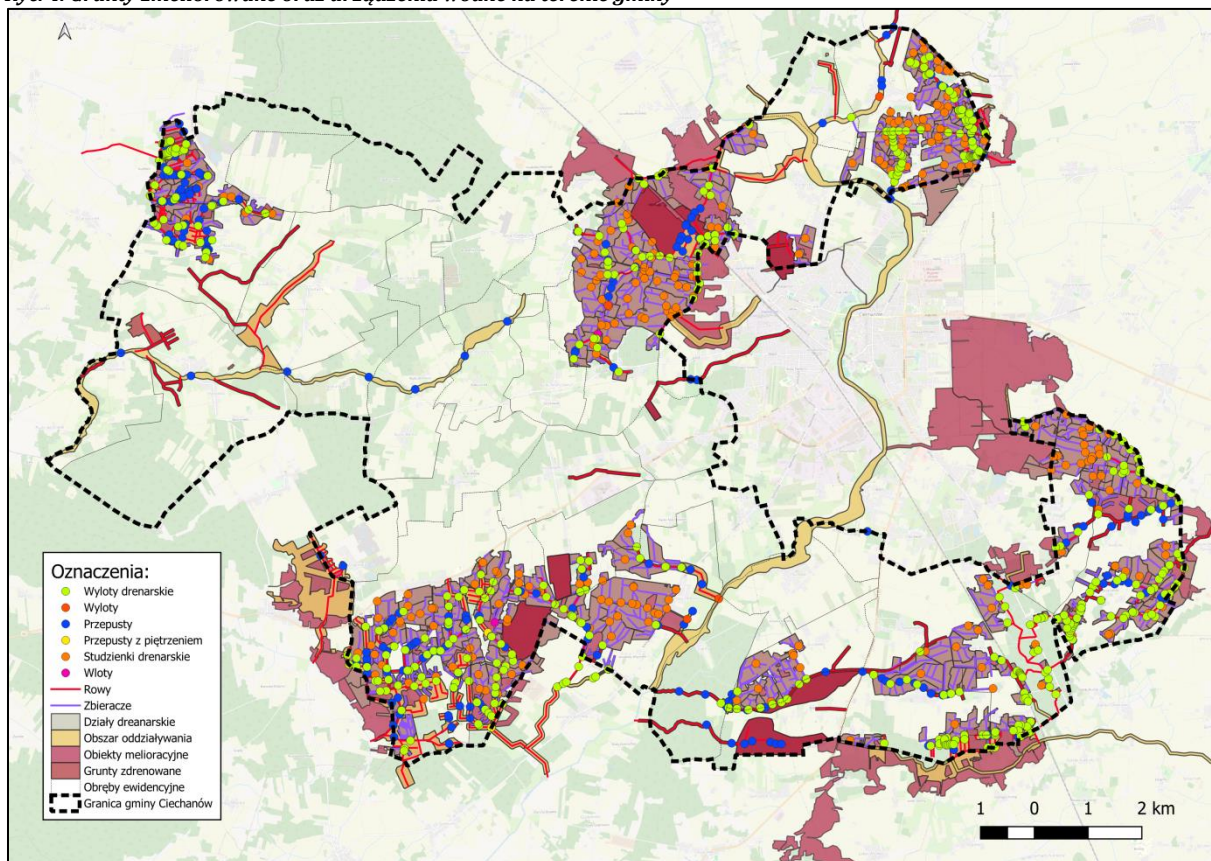 Oznaczenia:
Wyloty drenarskie
Wyloty
Przepusty
Przepusty z piętrzeniem
Studzienki drenarskie
Wloty
Rowy
Zbieracze
Działy dreanarskie
Obszar oddziaływania
Obiekty melioracyjne
Grunty zdrenowane
Obręby ewidencyjne
Granica gminy Ciechanów
1 0 1 2 km